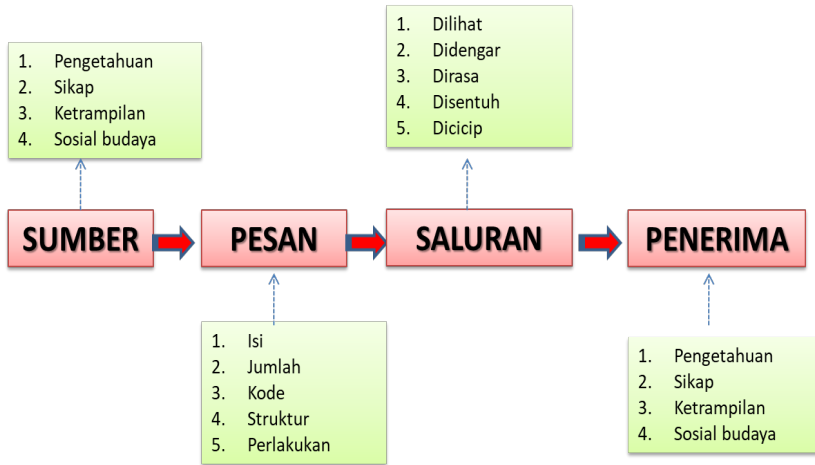 1. Pengetahuan
2. Sikap
3. Ketrampilan
4. Sosial budaya
1. Dilihat
2. Didengar
3. Dirasa
4. Disentuh
5. Dicicip
SUMBER
PESAN
SALURAN
PENERIMA
1. Isi
2. Jumlah
3. Kode
4. Struktur
5. Perlakukan
1. Pengetahuan
2. Sikap
3. Ketrampilan
4. Sosial budaya